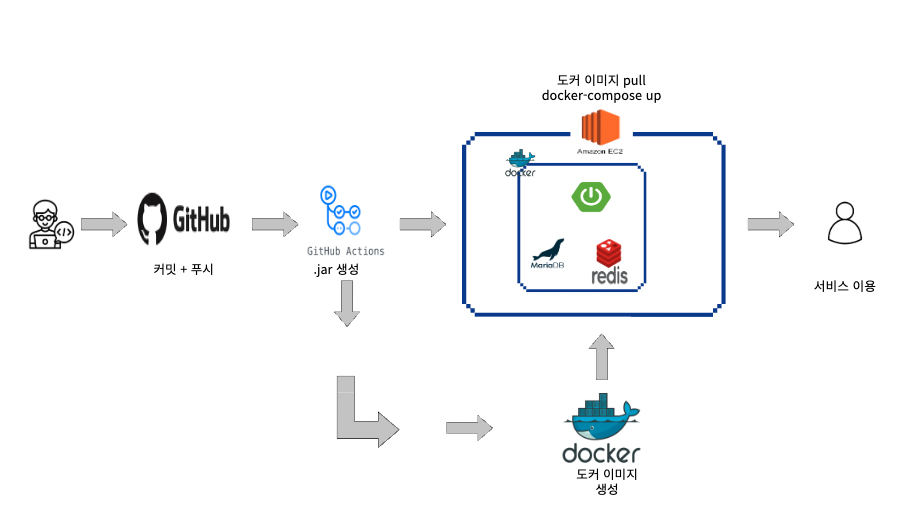 도커 이미지 pull
docker-compose up
Amazon EC2
docker
GitHub
MariaDB
redis
GitHub Actions
커밋 + 푸시
.jar 생성
서비스 이용
docker
도커 이미지
생성